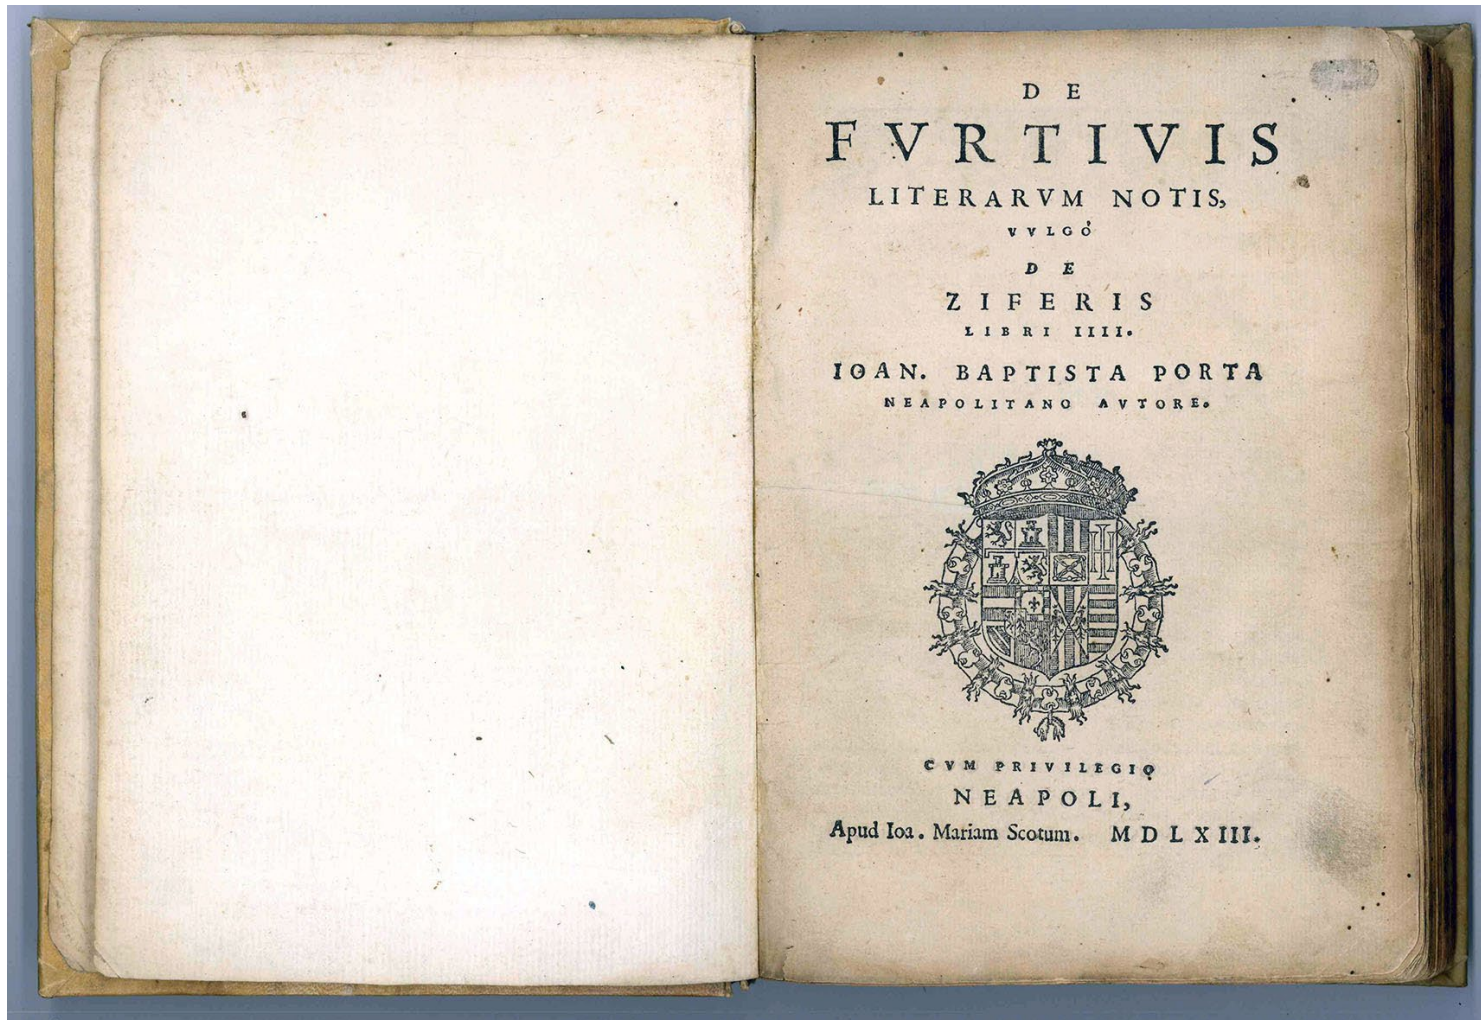 DE
FVRTIVIS
LITERARVM NOTIS,
VVLGÒ
DE
ZIFERIS
LIBRI IIII.
IOAN. BAPTISTA PORTA
NEAPOLITANO AVTORE.
CVM PRIVILEGIO
NEAPOLI,
Apud Ioa. Mariam Scotum. MDLXIII.